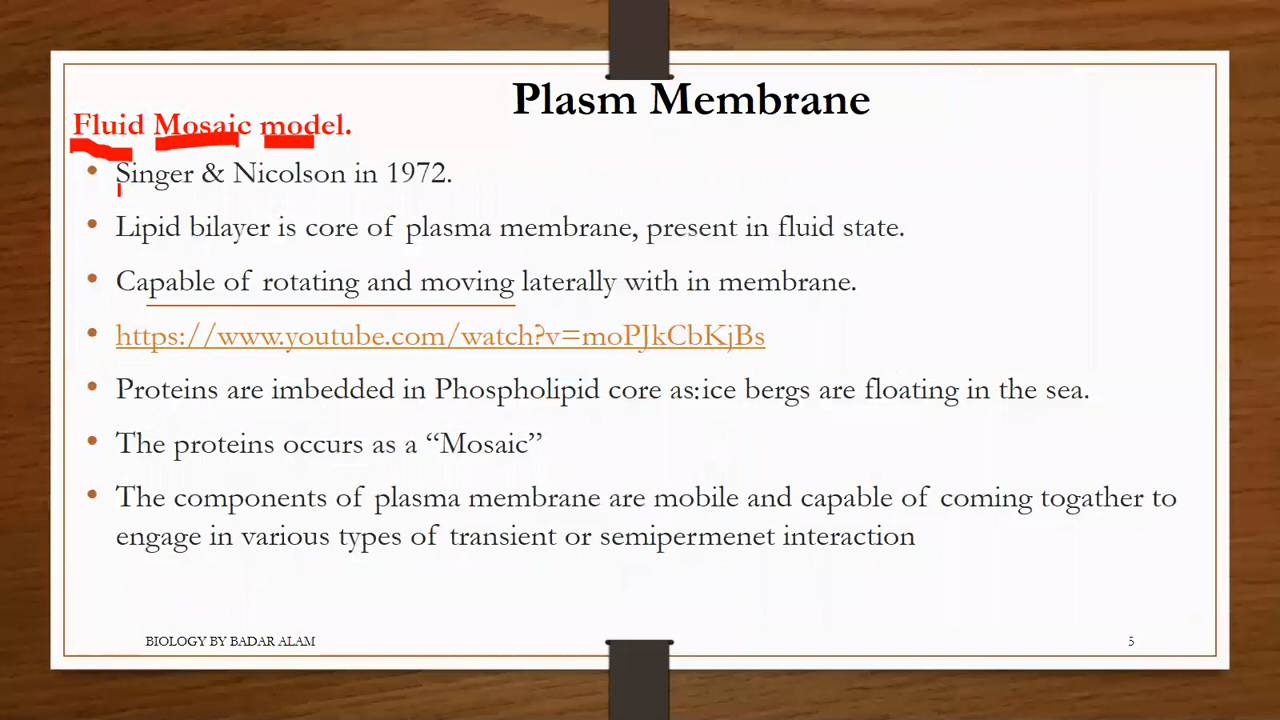 Plasm Membrane
Fluid Mosaic model.
• Singer & Nicolson in 1972.
• Lipid bilayer is core of plasma membrane, present in fluid state.
• Capable of rotating and moving laterally with in membrane.
• https://www.youtube.com/watch?v=moPJkCbKjBs
• Proteins are imbedded in Phospholipid core as:ice bergs are floating in the sea.
• The proteins occurs as a “Mosaic”
• The components of plasma membrane are mobile and capable of coming togather to
engage in various types of transient or semipermenet interaction
BIOLOGY BY BADAR ALAM
5